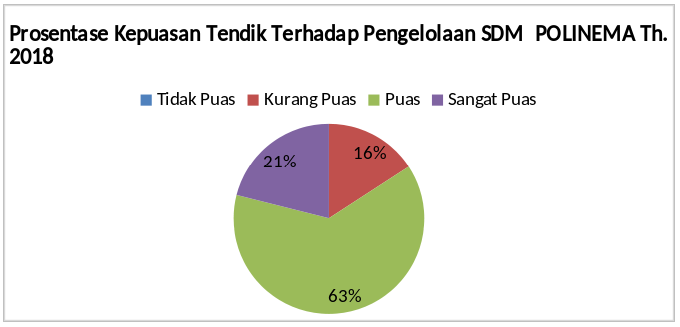 Prosentase Kepuasan Tendik Terhadap Pengelolaan SDM  POLINEMA Th.
2018
Tidak Puas Kurang Puas Puas Sangat Puas
21% 16%
63%